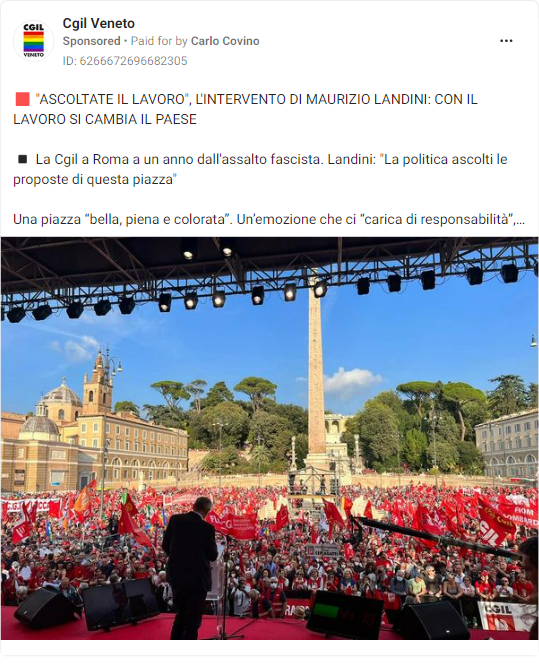 CGIL
VENETO
Cgil Veneto
Sponsored • Paid for by Carlo Covino
ID: 6266672696682305
"ASCOLTATE IL LAVORO", L'INTERVENTO DI MAURIZIO LANDINI: CON IL
LAVORO SI CAMBIA IL PAESE
La Cgil a Roma a un anno dall'assalto fascista. Landini: "La politica ascolti le
proposte di questa piazza"
Una piazza “bella, piena e colorata”. Un’emozione che ci “carica di responsabilità”,...
FIOM
CGIL